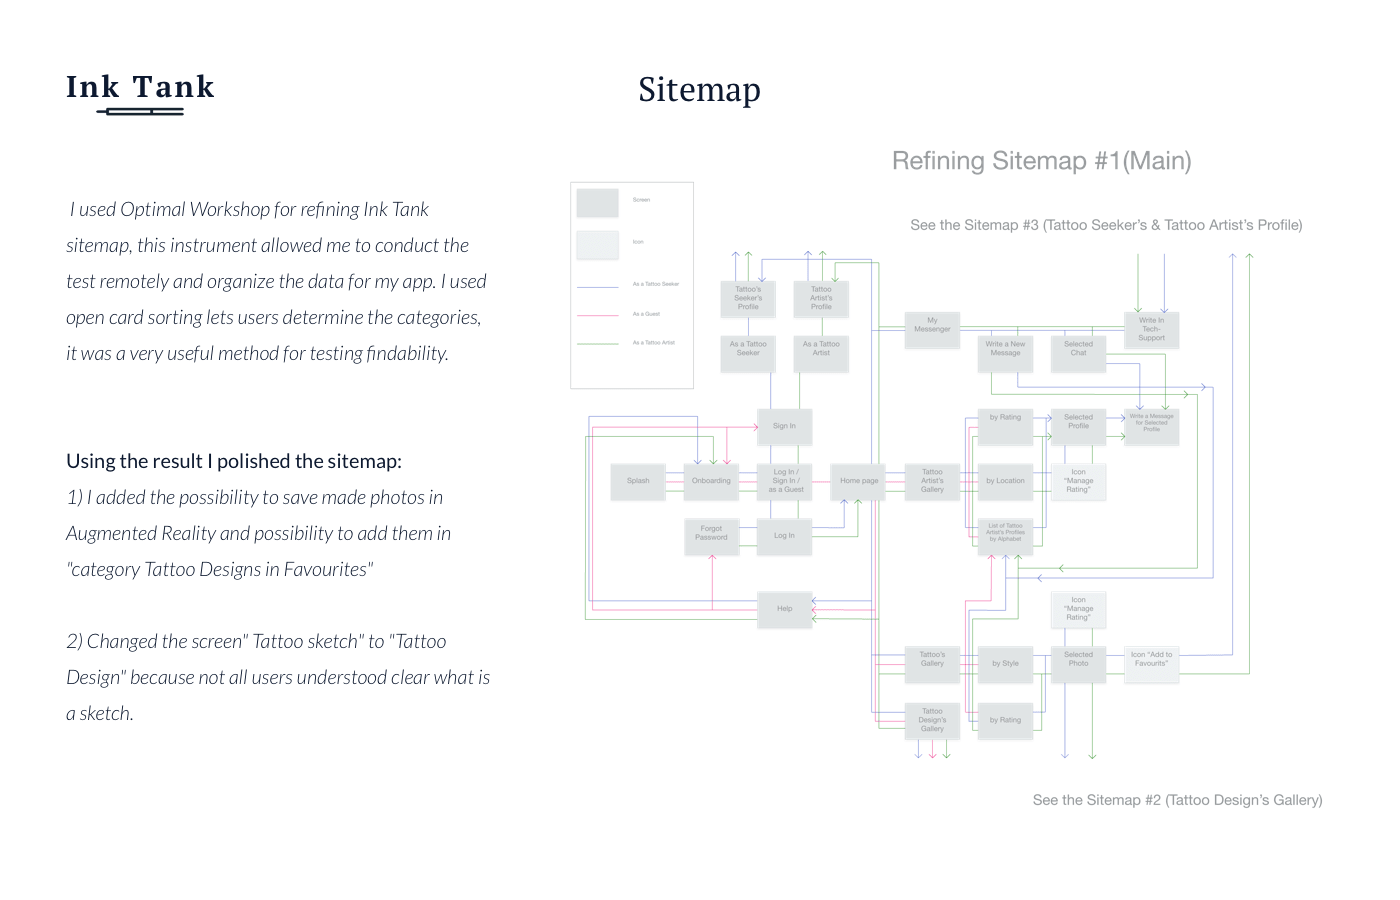 Ink Tank
Sitemap
I used Optimal Workshop for refining Ink Tank
sitemap, this instrument allowed me to conduct the
test remotely and organize the data for my app. I used
open card sorting lets users determine the categories,
it was a very useful method for testing findability.
Using the result I polished the sitemap:
1) I added the possibility to save made photos in
Augmented Reality and possibility to add them in
"category Tattoo Designs in Favourites"
2) Changed the screen" Tattoo sketch" to "Tattoo
Design" because not all users understood clear what is
a sketch.
Refining Sitemap #1(Main)
See the Sitemap #3 (Tattoo Seeker's & Tattoo Artist's Profile)
Screen
Icon
As a Tattoo Seeker
As a Guest
As a Tattoo Artist
Tattoo's
Seeker's
Profile
Tattoo
Artist's
Profile
As a Tattoo
Seeker
As a Tattoo
Artist
My
Messenger
Write a New
Message
Selected
Chat
Write In
Tech-
Support
Sign In
by Rating
Selected
Profile
Write a Message
for Selected
Profile
Splash
Onboarding
Log In /
Sign In /
as a Guest
Home page
Tattoo
Artist's
Gallery
by Location
Icon
"Manage
Rating"
Forgot
Password
Log In
List of Tattoo
Artist's Profiles
by Alphabet
Help
Icon
"Manage
Rating"
Tattoo's
Gallery
by Style
Selected
Photo
Icon "Add to
Favourits"
Tattoo
Design's
Gallery
by Rating
See the Sitemap #2 (Tattoo Design's Gallery)